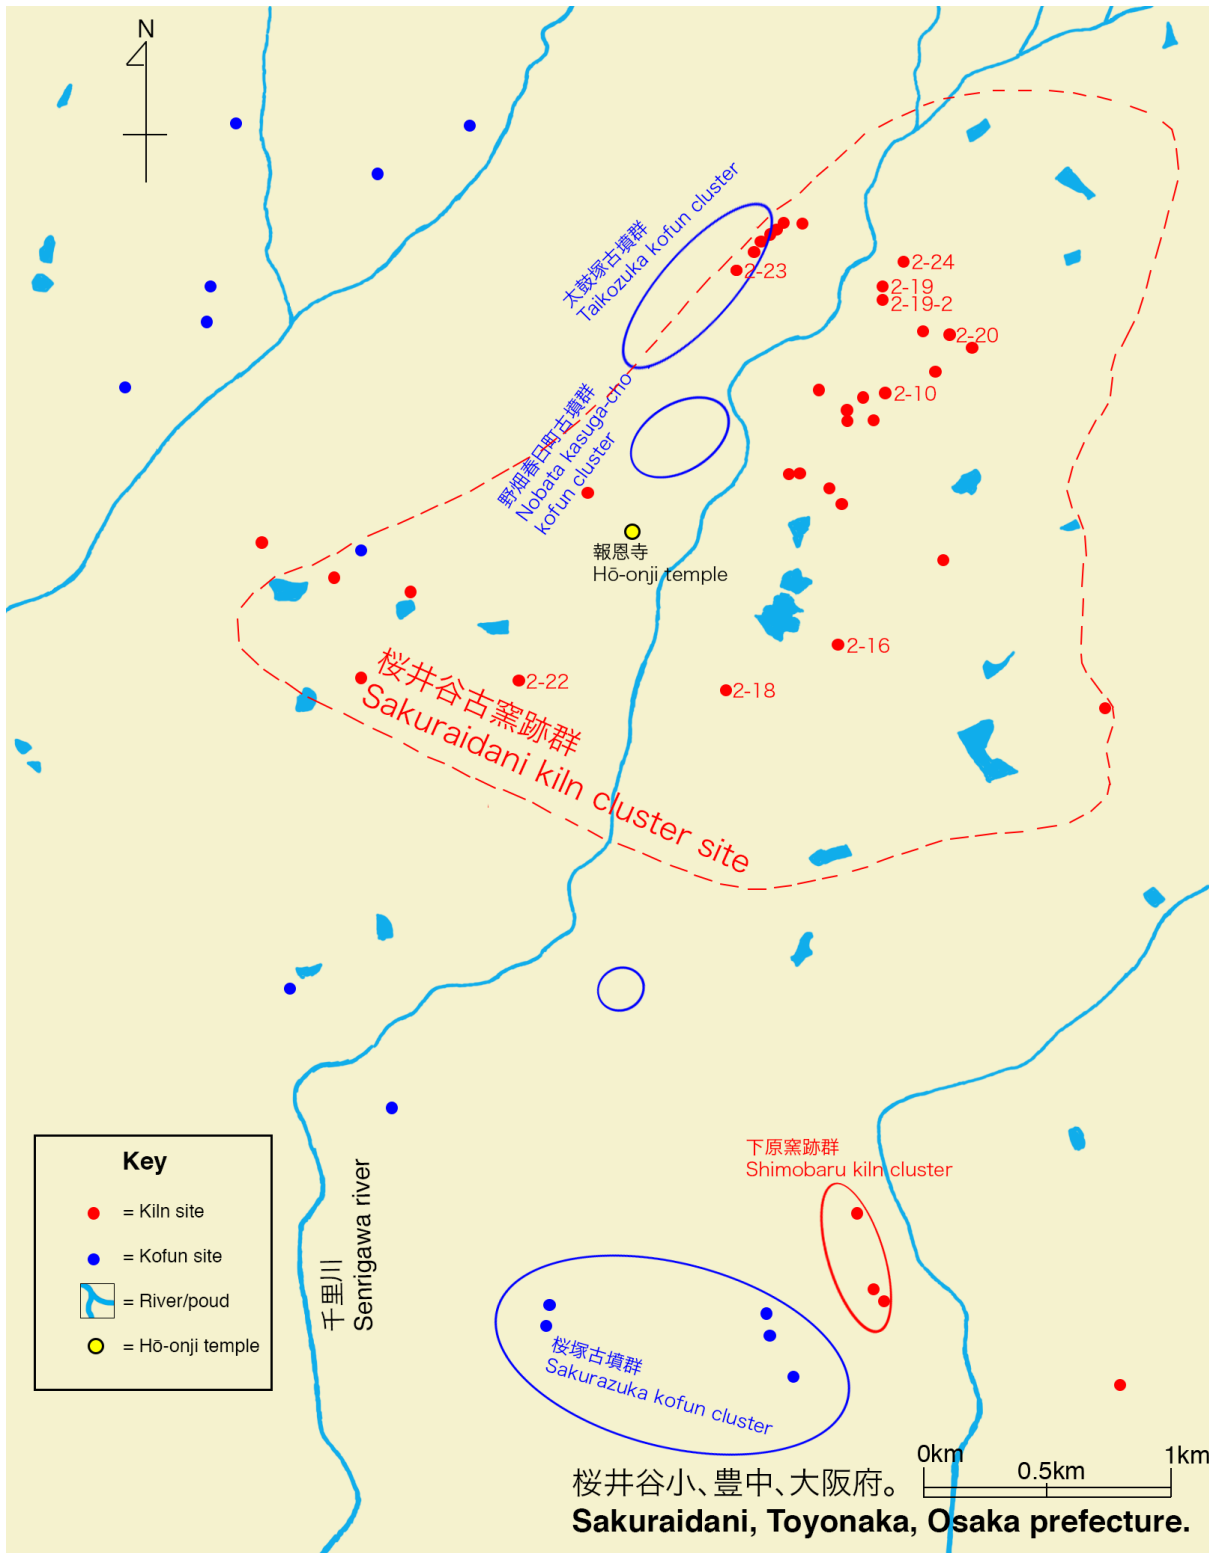 N
太鼓塚古墳群
Taikozuka kofun cluster
2-23
2-24
2-19
2-19-2
2-20
2-10
野畑春日町古墳群
Nobata kasuga-cho
kofun cluster
報恩寺
Hō-onji temple
2-16
2-18
2-22
桜井谷古窯跡群
Sakuraidani kiln cluster site
千里川
Senrigawa river
下原窯跡群
Shimobaru kiln cluster
桜塚古墳群
Sakurazuka kofun cluster
Key
= Kiln site
= Kofun site
= River/poud
= Hō-onji temple
0km
0.5km
1km
桜井谷小、豊中、大阪府。
Sakuraidani, Toyonaka, Osaka prefecture.